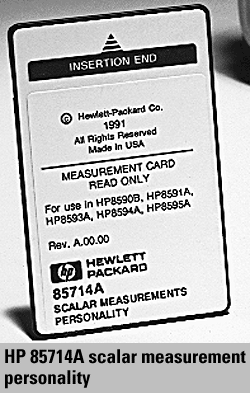 INSERTION END
© Hewlett-Packard Co.
1991
All Rights Reserved
Made in USA
MEASUREMENT CARD
READ ONLY
For use in HP8590B, HP8591A,
HP8593A, HP8594A, HP8595A
Rev. A.00.00
hp HEWLETT
PACKARD
85714A
SCALAR MEASUREMENTS
PERSONALITY
HP 85714A scalar measurement
personality